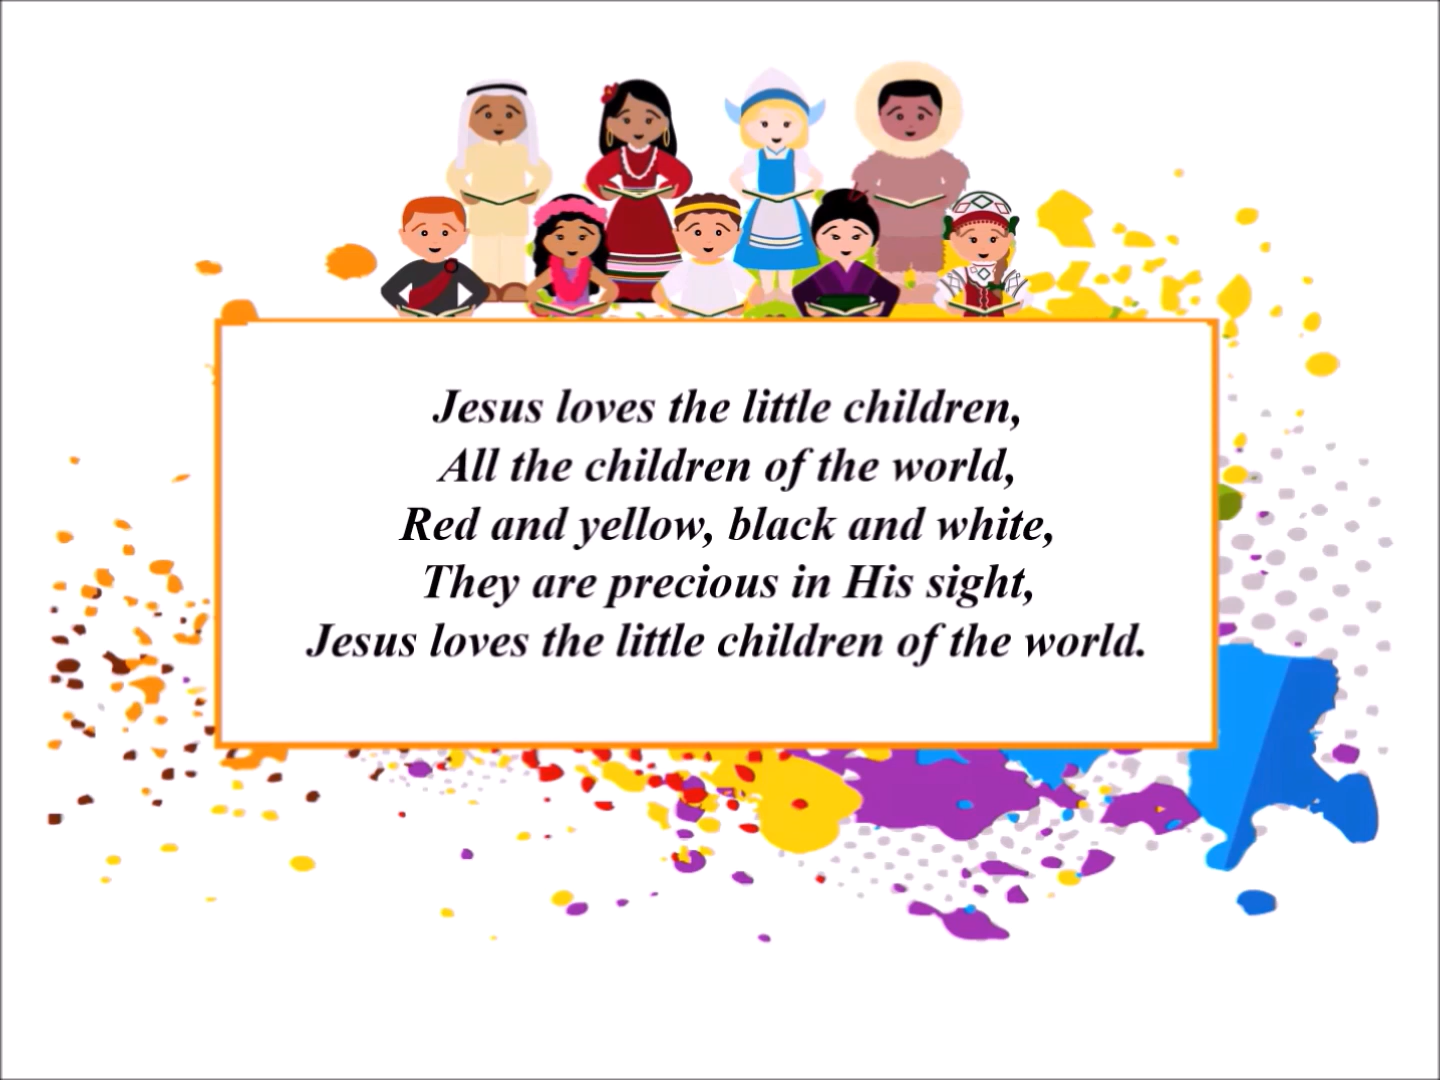 Jesus loves the little children,
All the children of the world,
Red and yellow, black and white,
They are precious in His sight,
Jesus loves the little children of the world.